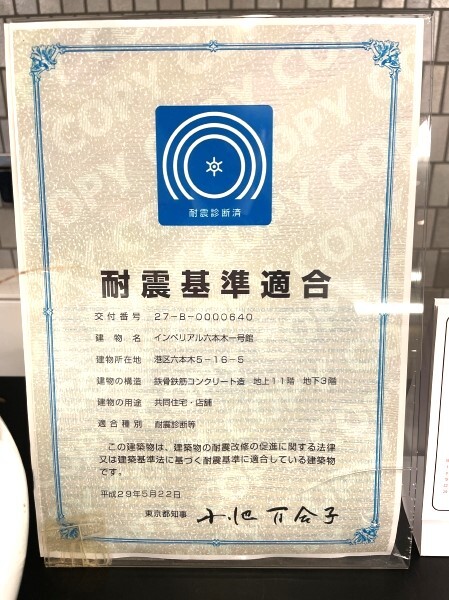 耐震診断済
耐震基準適合
交付番号 27-B-0000640
建物名 インペリアル六本木一号館
建物所在地 港区六本木5-16-5
建物の構造 鉄骨鉄筋コンクリート造 地上11階 地下3階
建物の用途 共同住宅・店舗
適合種別 耐震診断等
この建築物は、建築物の耐震改修の促進に関する法律
又は建築基準法に基づく耐震基準に適合している建築物
です。
平成29年5月22日
東京都知事 小池百合子
COPY COPY COPY